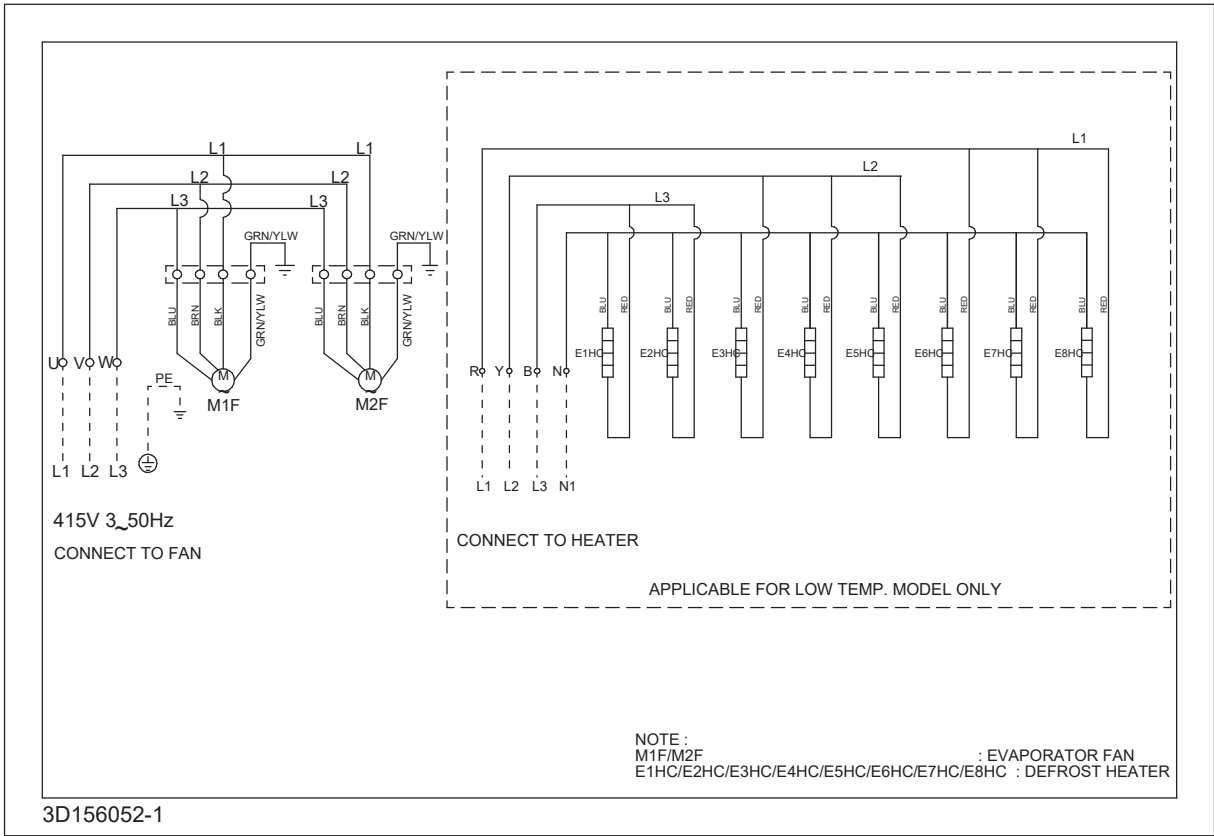 L1 L1
L2 L2
L3 L3
GRN/YLW GRN/YLW
BLU BRN BLK GRN/YLW BLU BRN BLK GRN/YLW
U V W
PE
M M
M1F M2F
L1 L2 L3
415V 3~50Hz
CONNECT TO FAN
L1
L2
L3
BLU RED BLU RED BLU RED BLU RED BLU RED BLU RED BLU RED BLU RED
E1HC E2HC E3HC E4HC E5HC E6HC E7HC E8HC
R Y B N
L1 L2 L3 N1
CONNECT TO HEATER
APPLICABLE FOR LOW TEMP. MODEL ONLY
NOTE :
M1F/M2F : EVAPORATOR FAN
E1HC/E2HC/E3HC/E4HC/E5HC/E6HC/E7HC/E8HC : DEFROST HEATER
3D156052-1